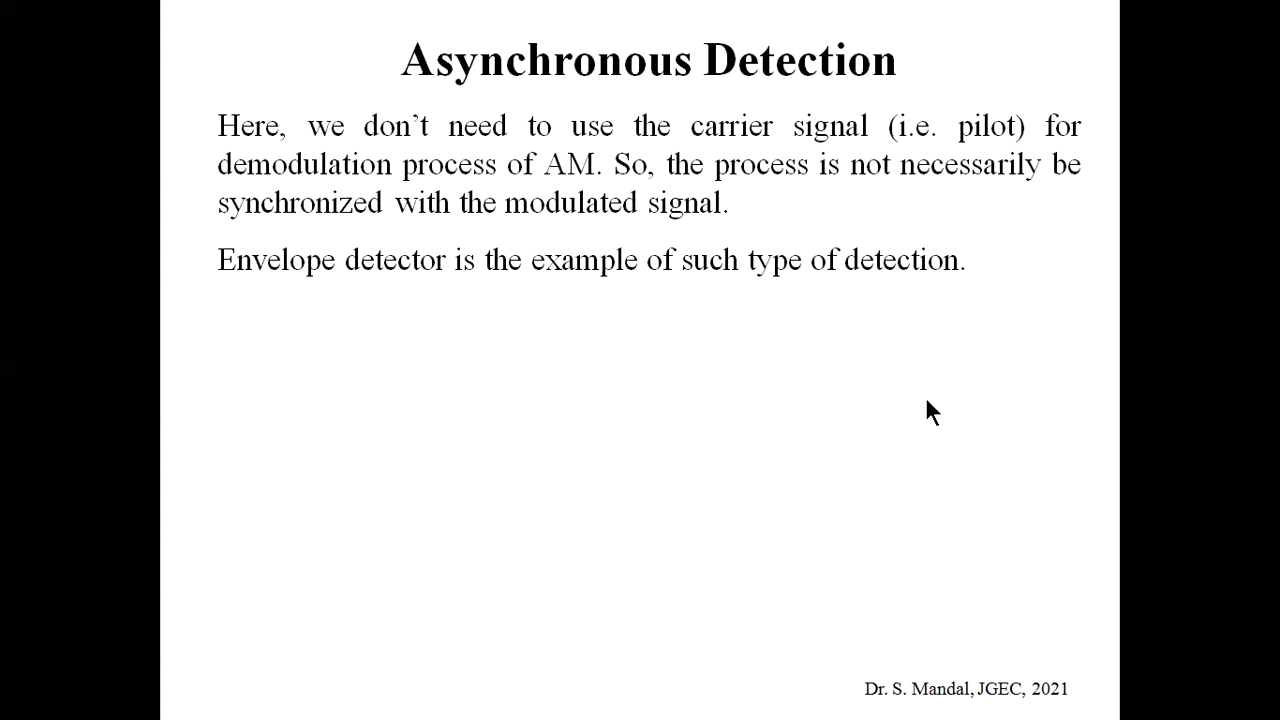 Asynchronous Detection
Here, we don’t need to use the carrier signal (i.e. pilot) for
demodulation process of AM. So, the process is not necessarily be
synchronized with the modulated signal.
Envelope detector is the example of such type of detection.
Dr. S. Mandal, JGEC, 2021